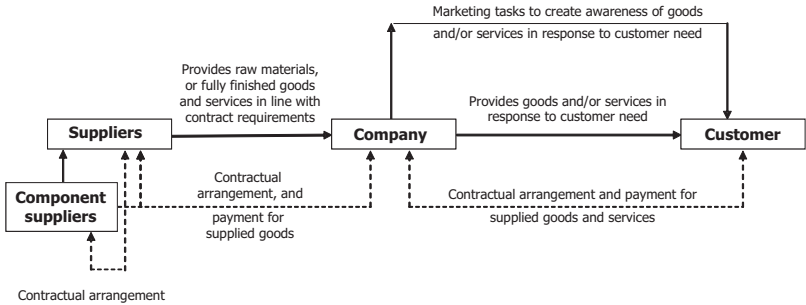 Marketing tasks to create awareness of goods
and/or services in response to customer need
Provides raw materials,
or fully finished goods
and services in line with
contract requirements
Provides goods and/or services in
response to customer need
Suppliers
Company
Customer
Component
suppliers
Contractual
arrangement, and
payment for
supplied goods
Contractual arrangement and payment for
supplied goods and services
Contractual arrangement